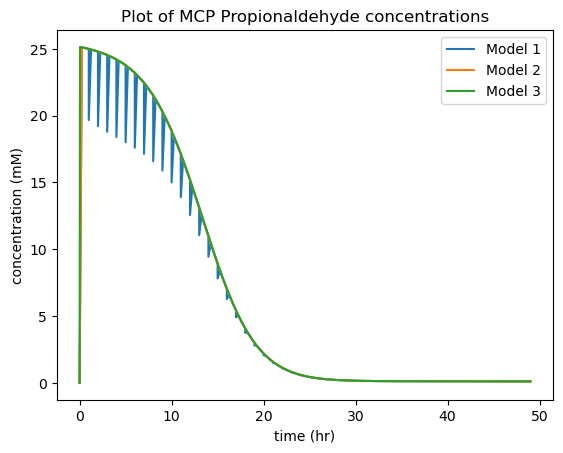 Plot of MCP Propionaldehyde concentrations
Model 1
Model 2
Model 3
concentration (mM)
25
20
15
10
5
0
0 10 20 30 40 50
time (hr)